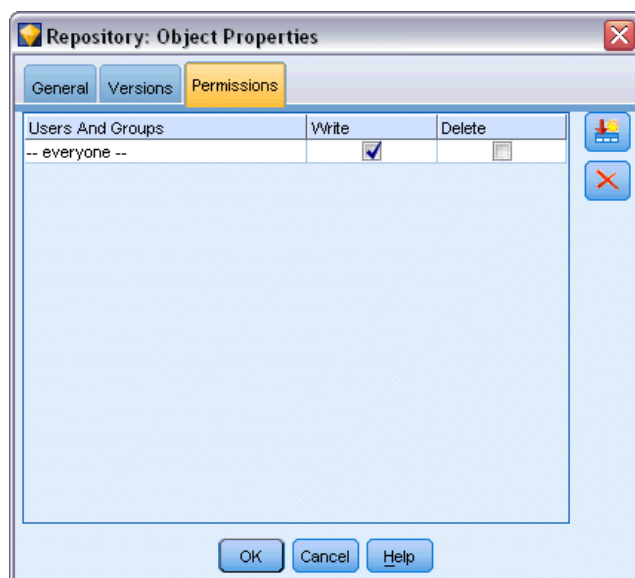 Repository: Object Properties
General Versions Permissions
Users And Groups Write Delete
-- everyone --
OK Cancel Help